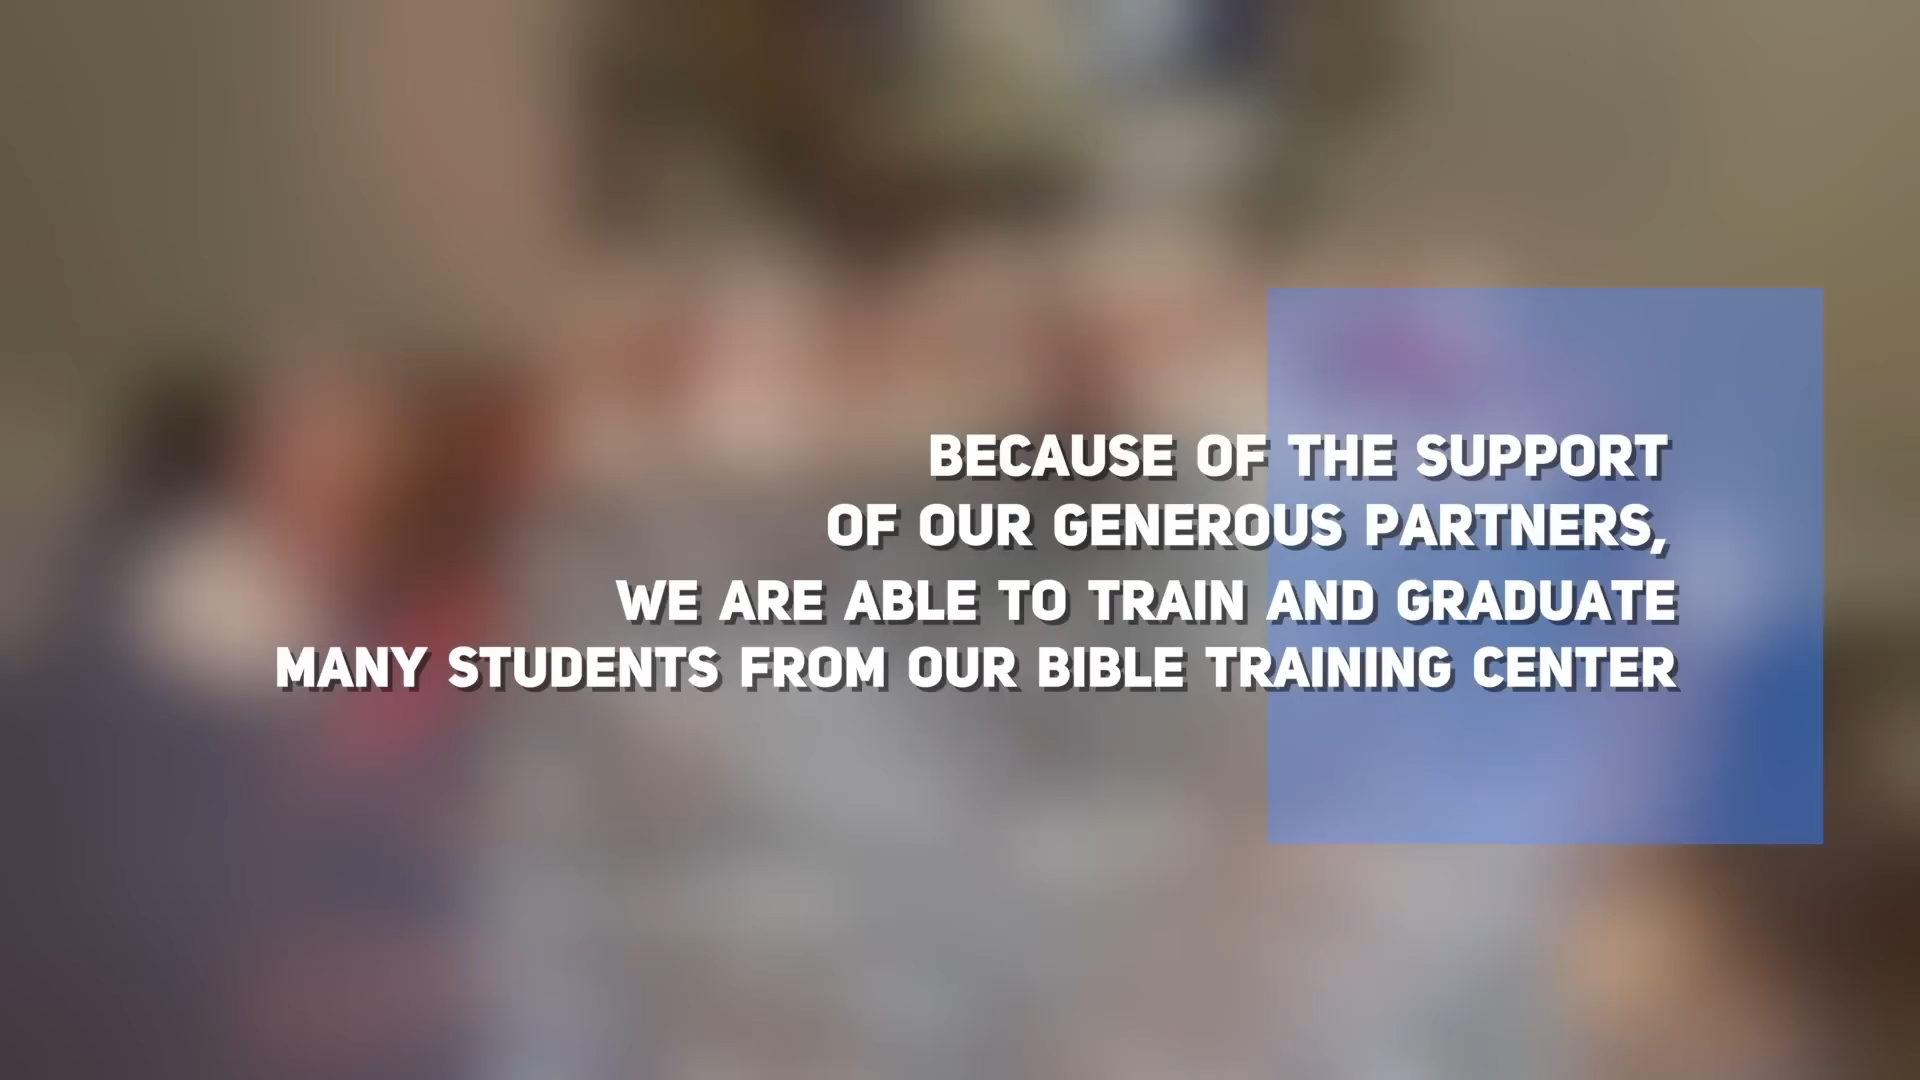 BECAUSE OF THE SUPPORT
OF OUR GENEROUS PARTNERS,
WE ARE ABLE TO TRAIN AND GRADUATE
MANY STUDENTS FROM OUR BIBLE TRAINING CENTER